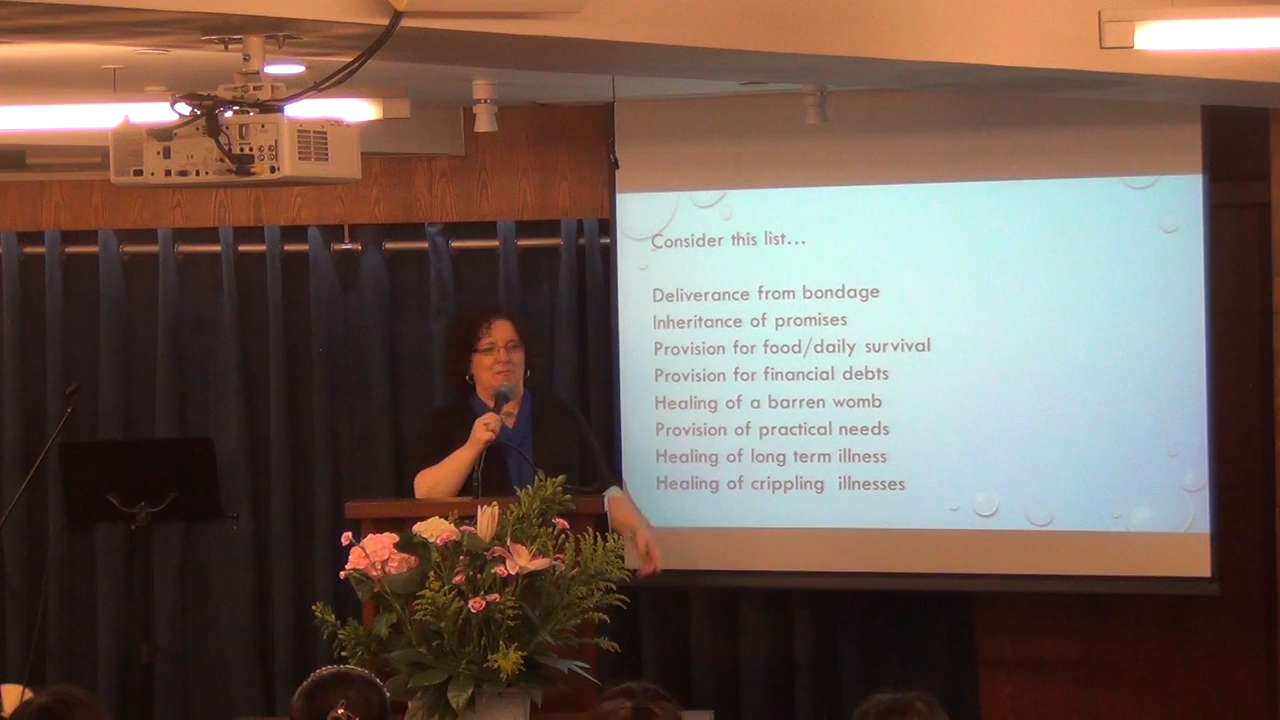 Consider this list...
Deliverance from bondage
Inheritance of promises
Provision for food/daily survival
Provision for financial debts
Healing of a barren womb
Provision of practical needs
Healing of long term illness
Healing of crippling illnesses